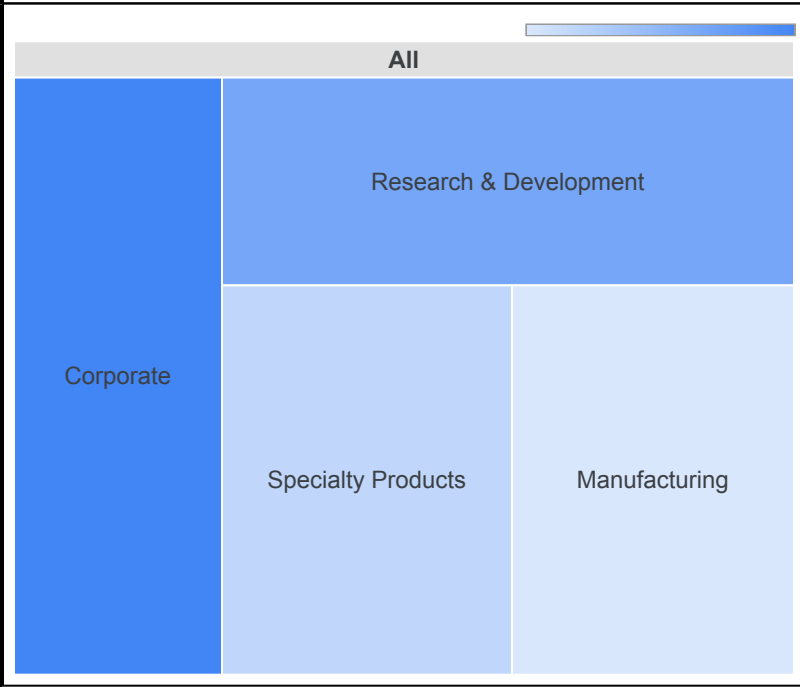 All
Research & Development
Corporate
Specialty Products
Manufacturing